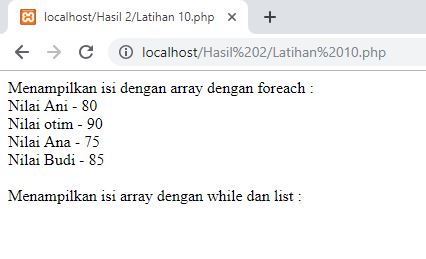 localhost/Hasil 2/Latihan 10.php
localhost/Hasil%202/Latihan%2010.php
Menampilkan isi dengan array dengan foreach :
Nilai Ani - 80
Nilai otim - 90
Nilai Ana - 75
Nilai Budi - 85
Menampilkan isi array dengan while dan list :